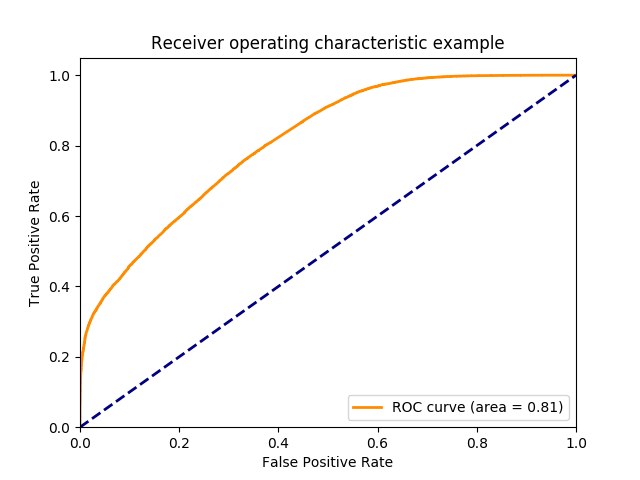 Receiver operating characteristic example
True Positive Rate
1.0
0.8
0.6
0.4
0.2
0.0
ROC curve (area = 0.81)
0.0 0.2 0.4 0.6 0.8 1.0
False Positive Rate